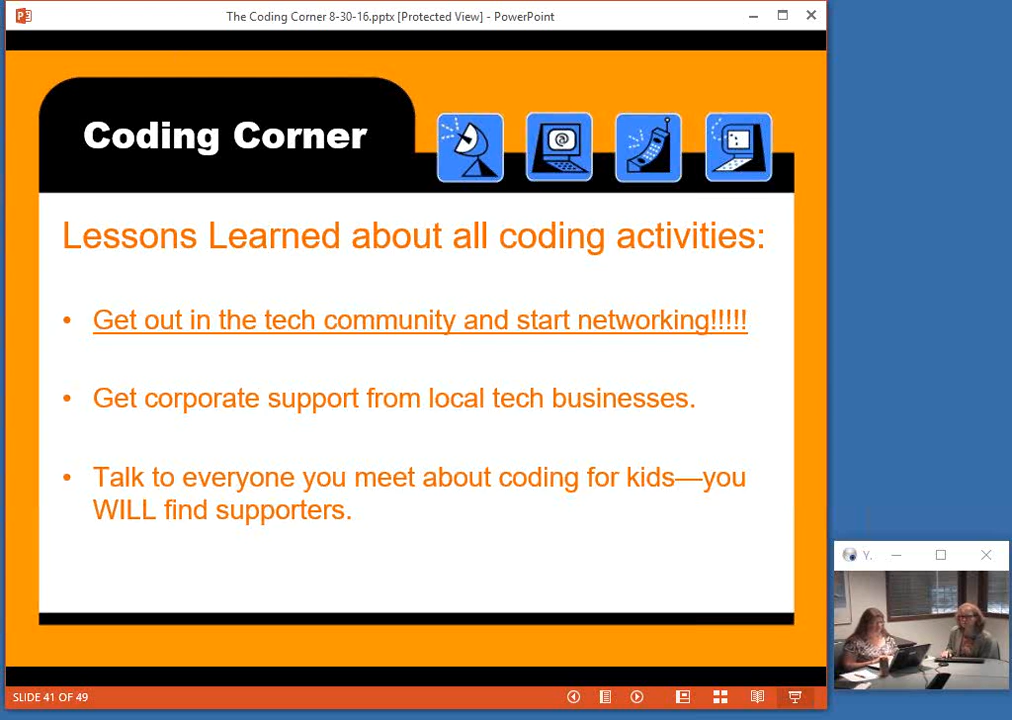 The Coding Corner 8-30-16.pptx [Protected View] - PowerPoint
Coding Corner
Lessons Learned about all coding activities:
• Get out in the tech community and start networking!!!!!
• Get corporate support from local tech businesses.
• Talk to everyone you meet about coding for kids—you
WILL find supporters.
Y.
SLIDE 41 OF 49